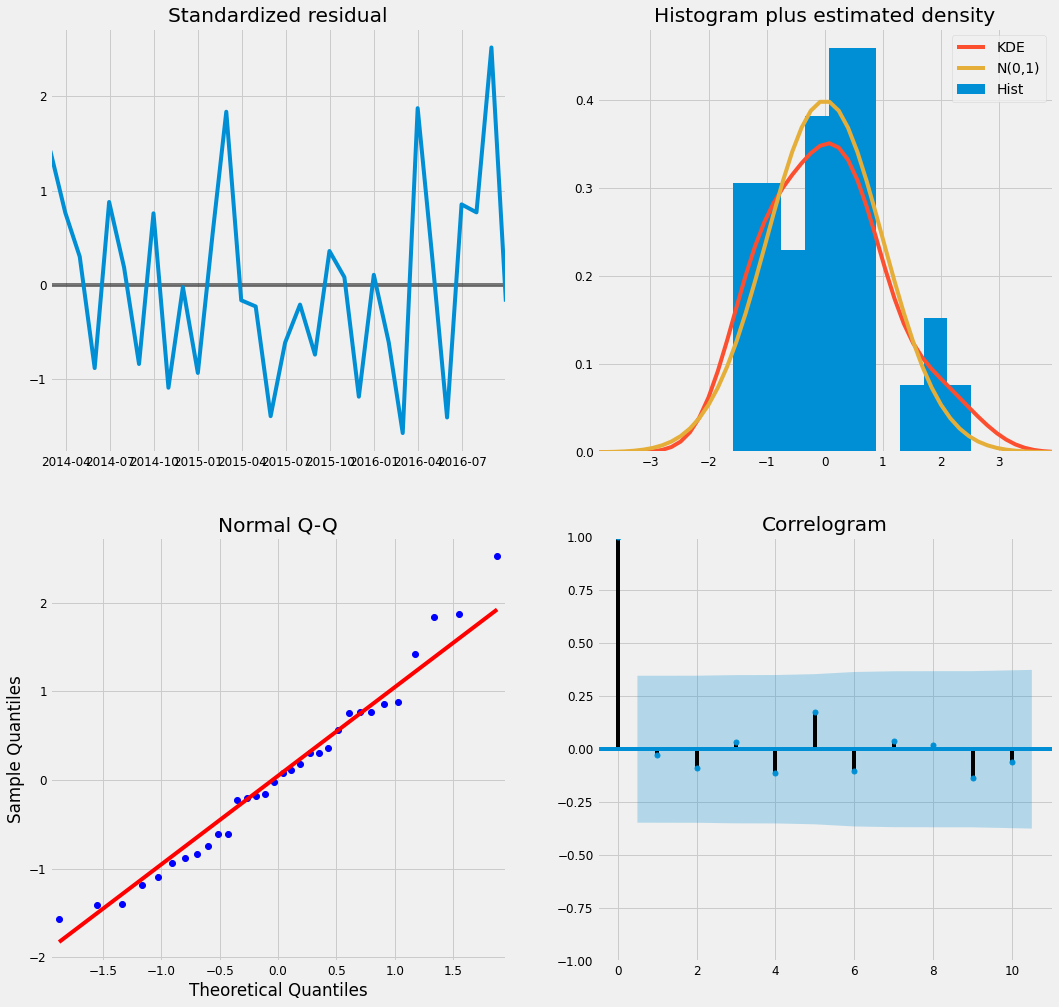 Standardized residual
2
1
0
−1
2014-04 2014-07 2014-10 2015-01 2015-04 2015-07 2015-10 2016-01 2016-04 2016-07
Histogram plus estimated density
KDE
N(0,1)
Hist
0.4
0.3
0.2
0.1
0.0
−3 −2 −1 0 1 2 3
Normal Q-Q
Sample Quantiles
2
1
0
−1
−2
−1.5 −1.0 −0.5 0.0 0.5 1.0 1.5
Theoretical Quantiles
Correlogram
1.00
0.75
0.50
0.25
0.00
−0.25
−0.50
−0.75
−1.00
0 2 4 6 8 10